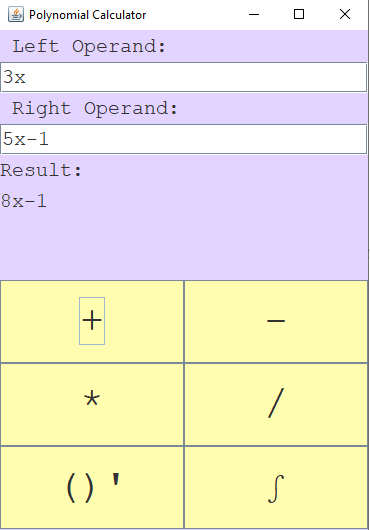 Polynomial Calculator
Left Operand:
3x
Right Operand:
5x-1
Result:
8x-1
+ -
* /
()' ∫